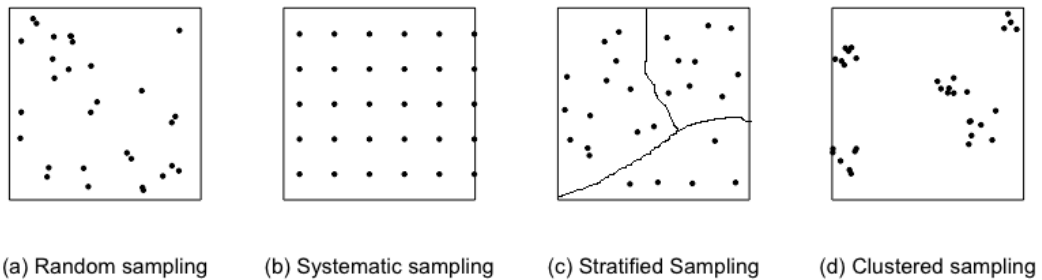 (a) Random sampling
(b) Systematic sampling
(c) Stratified Sampling
(d) Clustered sampling